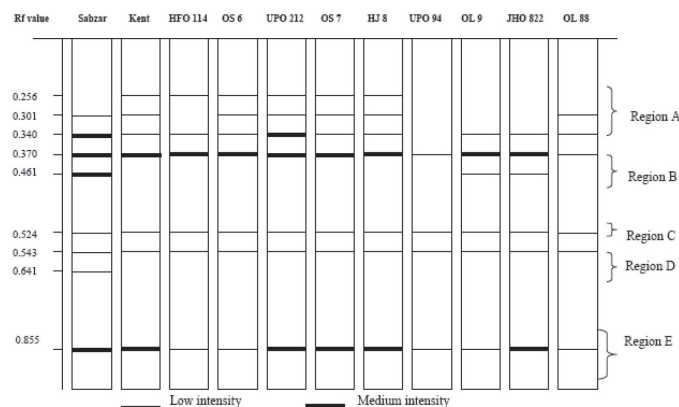 Rf value Sabzar Kent HFO 114 OS 6 UPO 212 OS 7 HJ 8 UPO 94 OL 9 JHO 822 OL 88
0.256
0.301
0.340
0.370
0.461
0.524
0.543
0.641
0.855
Region A
Region B
Region C
Region D
Region E
Low intensity Medium intensity